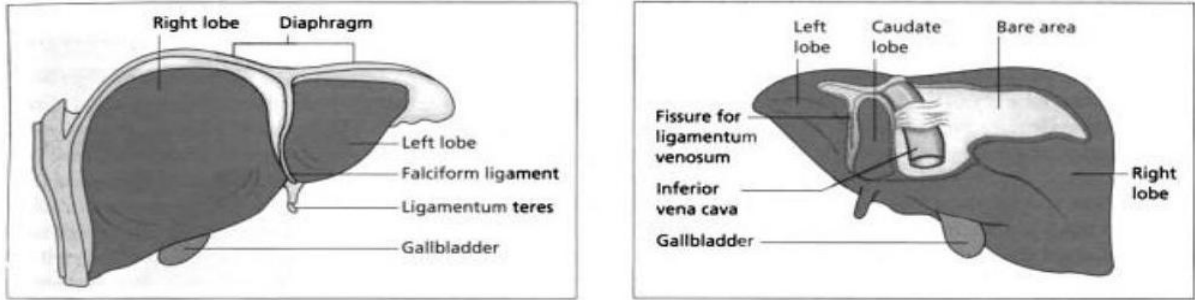 Right lobe
Diaphragm
Left lobe
Falciform ligament
Ligamentum teres
Gallbladder
Left
lobe
Caudate
lobe
Bare area
Fissure for
ligamentum
venosum
Inferior
vena cava
Gallbladder
Right
lobe